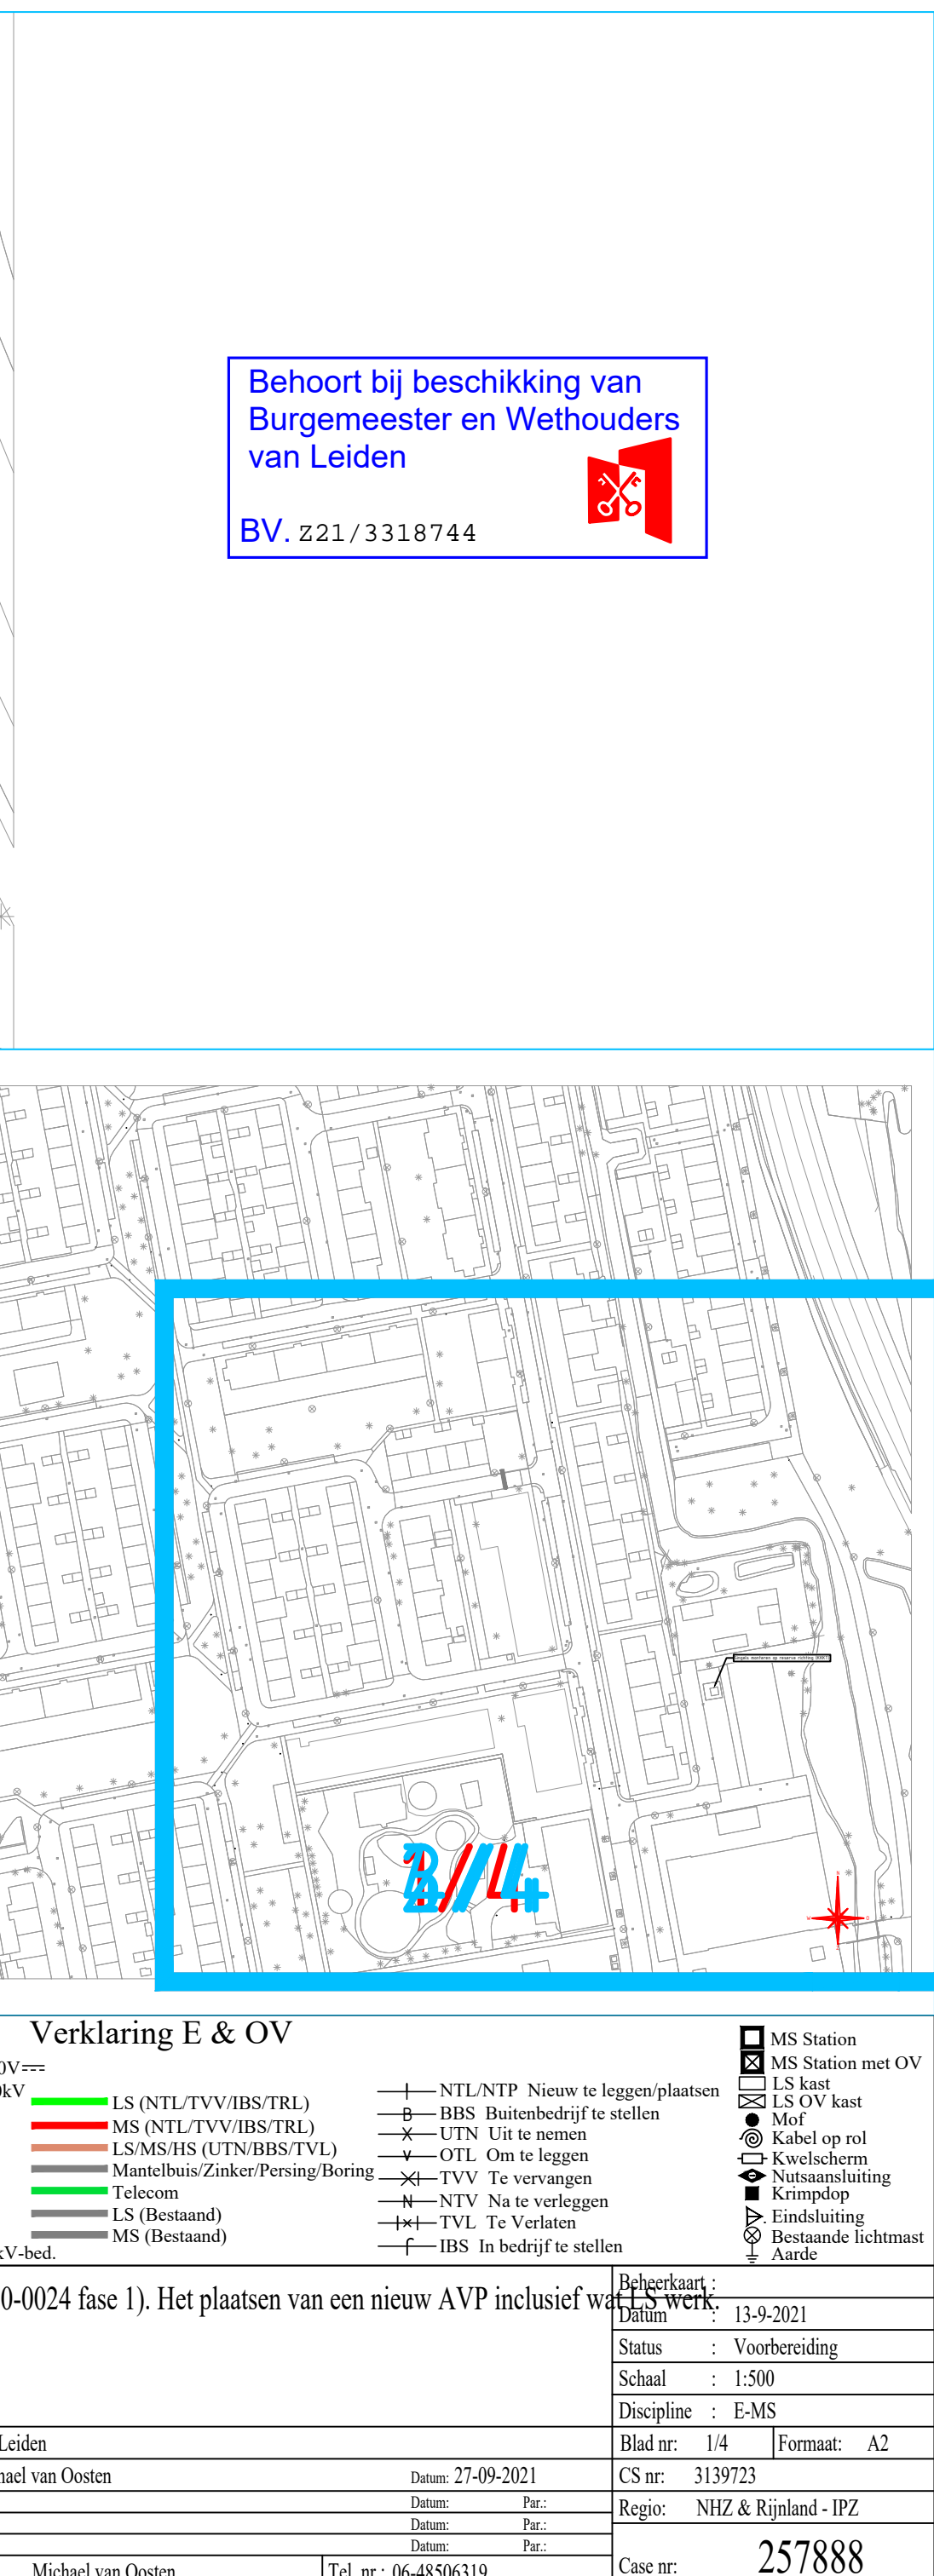 Behoort bij beschikking van
Burgemeester en Wethouders
van Leiden
BV. Z21/3318744
Verklaring E & OV
LS (NTL/TVV/IBS/TRL)
MS (NTL/TVV/IBS/TRL)
LS/MS/HS (UTN/BBS/TVL)
Mantelbuis/Zinker/Persing/Boring
Telecom
LS (Bestaand)
MS (Bestaand)
kV-bed.
NTL/NTP Nieuw te leggen/plaatsen
BBS Buitenbedrijf te stellen
UTN Uit te nemen
OTL Om te leggen
TVV Te vervangen
NTV Na te verleggen
TVL Te Verlaten
IBS In bedrijf te stellen
MS Station
MS Station met OV
LS kast
LS OV kast
Mof
Kabel op rol
Kwelscherm
Nutsaansluiting
Krimpdop
Eindsluiting
Bestaande lichtmast
Aarde
0-0024 fase 1). Het plaatsen van een nieuw AVP inclusief wat LS werk.
Beheerkaart :
Datum : 13-9-2021
Status : Voorbereiding
Schaal : 1:500
Discipline : E-MS
Leiden
Blad nr: 1/4 Formaat: A2
hael van Oosten Datum: 27-09-2021
CS nr: 3139723
Datum: Par.:
Datum: Par.:
Datum: Par.:
Regio: NHZ & Rijnland - IPZ
Michael van Oosten Tel. nr.: 06-48506319
Case nr: 257888